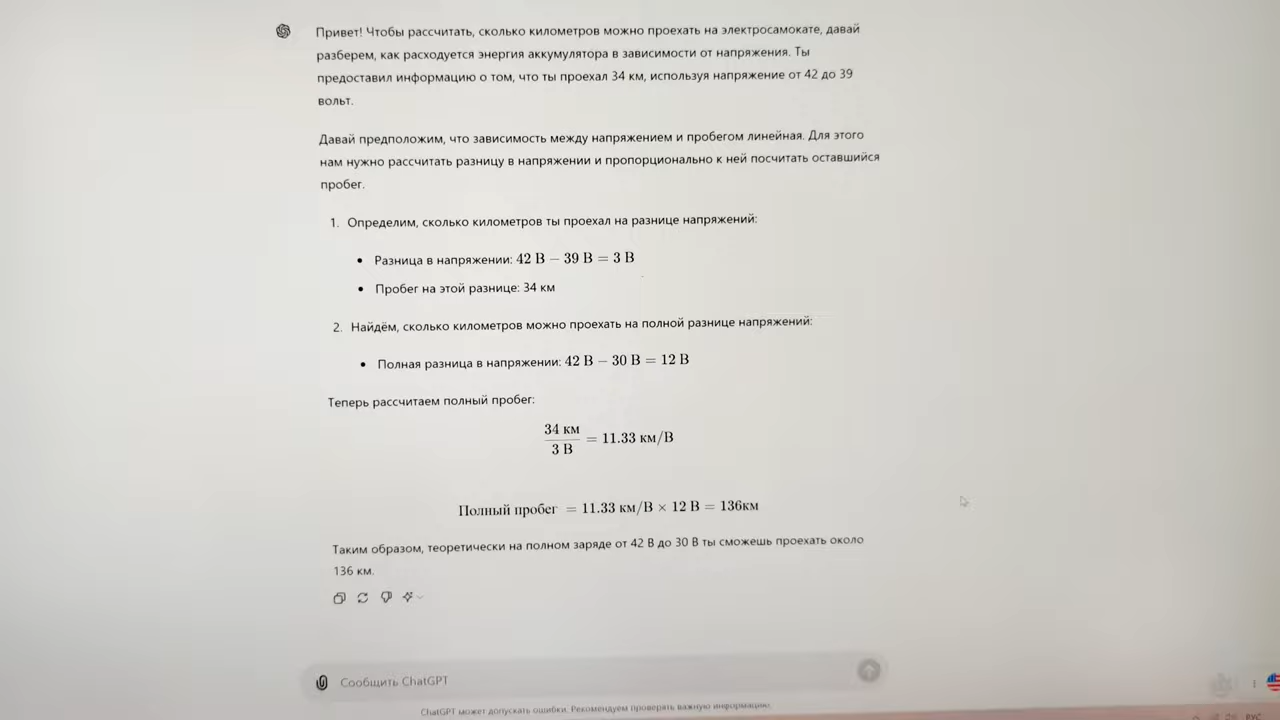 Привет! Чтобы рассчитать, сколько километров можно проехать на электросамокате, давай
разберем, как расходуется энергия аккумулятора в зависимости от напряжения. Ты
предоставил информацию о том, что ты проехал 34 км, используя напряжение от 42 до 39
вольт.
Давай предположим, что зависимость между напряжением и пробегом линейная. Для этого
нам нужно рассчитать разницу в напряжении и пропорционально к ней посчитать оставшийся
пробег.
1. Определим, сколько километров ты проехал на разнице напряжений:
• Разница в напряжении: 42 В − 39 В = 3 В
• Пробег на этой разнице: 34 км
2. Найдём, сколько километров можно проехать на полной разнице напряжений:
• Полная разница в напряжении: 42 В − 30 В = 12 В
Теперь рассчитаем полный пробег:
34 км
3 В
= 11.33 км/В
Полный пробег = 11.33 км/В × 12 В = 136км
Таким образом, теоретически на полном заряде от 42 В до 30 В ты сможешь проехать около
136 км.
Сообщить ChatGPT
ChatGPT может допускать ошибки. Рекомендуем проверять важную информацию.
РУС